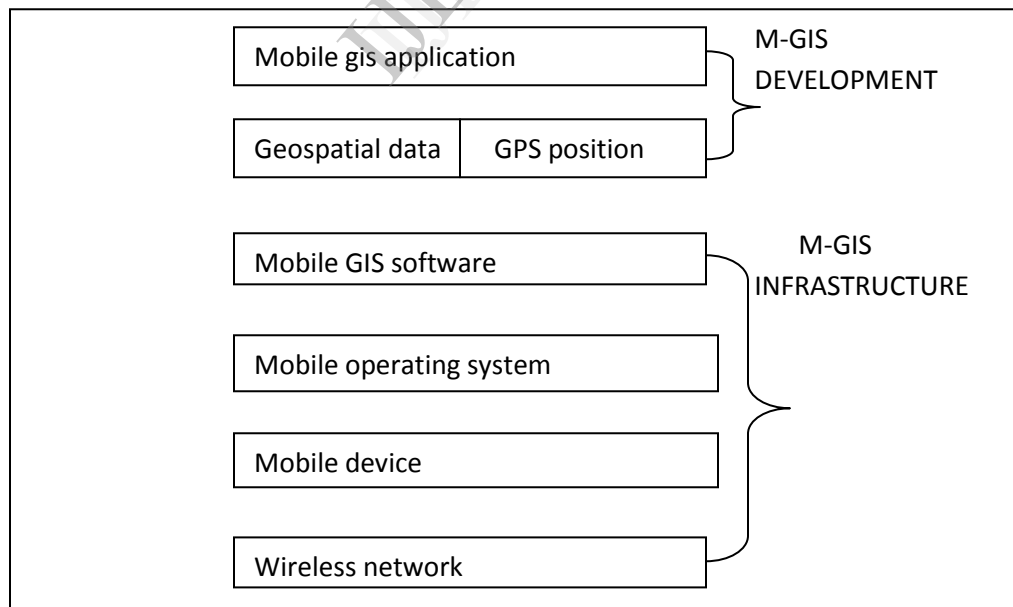 Mobile gis application
M-GIS
DEVELOPMENT
Geospatial data GPS position
Mobile GIS software
M-GIS
INFRASTRUCTURE
Mobile operating system
Mobile device
Wireless network